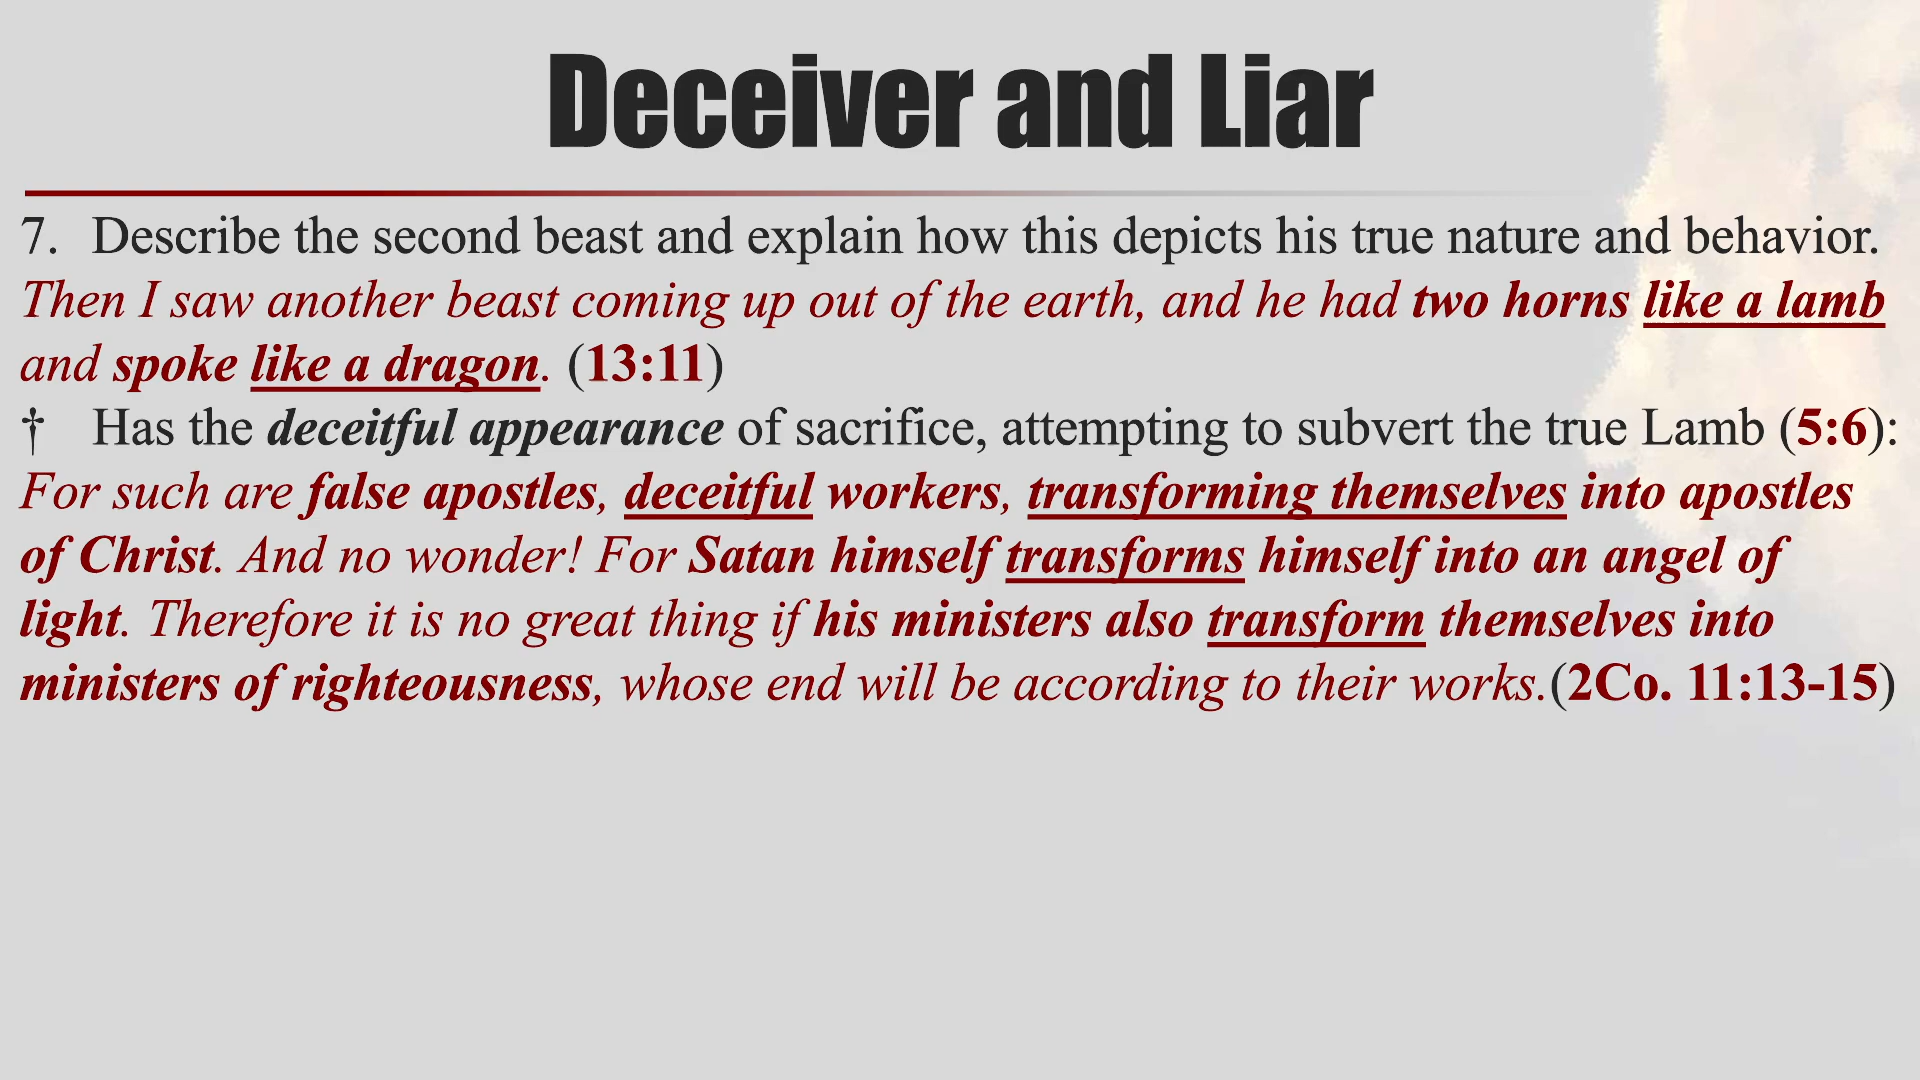 Deceiver and Liar
7. Describe the second beast and explain how this depicts his true nature and behavior.
Then I saw another beast coming up out of the earth, and he had two horns like a lamb
and spoke like a dragon. (13:11)
† Has the deceitful appearance of sacrifice, attempting to subvert the true Lamb (5:6):
For such are false apostles, deceitful workers, transforming themselves into apostles
of Christ. And no wonder! For Satan himself transforms himself into an angel of
light. Therefore it is no great thing if his ministers also transform themselves into
ministers of righteousness, whose end will be according to their works.(2Co. 11:13-15)